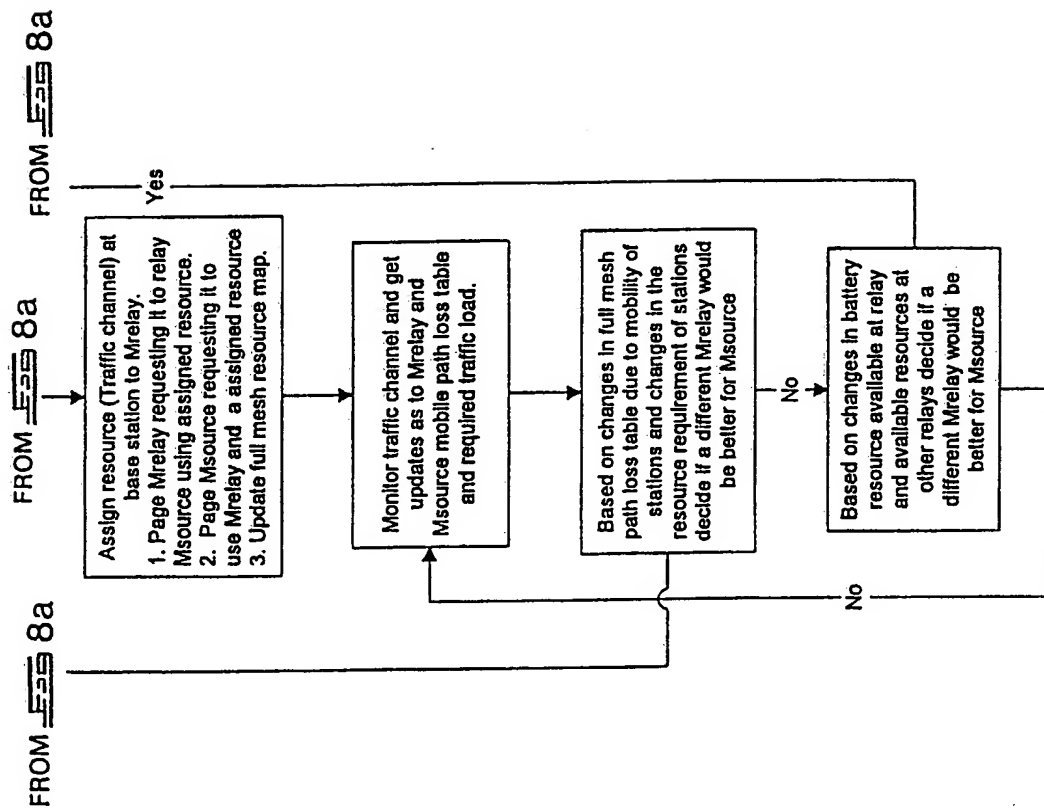 FROM Fig 8a
FROM Fig 8a
FROM Fig 8a
Assign resource (Traffic channel) at
base station to Mrelay.
1. Page Mrelay requesting it to relay
Msource using assigned resource.
2. Page Msource requesting it to
use Mrelay and a assigned resource
3. Update full mesh resource map.
Yes
Monitor traffic channel and get
updates as to Mrelay and
Msource mobile path loss table
and required traffic load.
Based on changes in full mesh
path loss table due to mobility of
stations and changes in the
resource requirement of stations
decide if a different Mrelay would
be better for Msource
No
No
Based on changes in battery
resource available at relay
and available resources at
other relays decide if a
different Mrelay would be
better for Msource